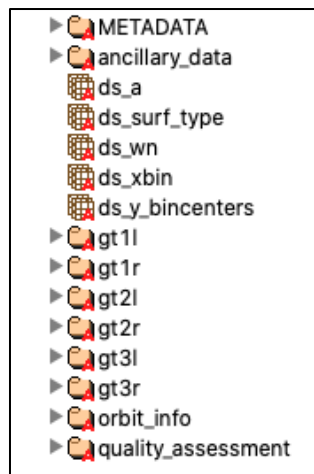 METADATA
ancillary_data
ds_a
ds_surf_type
ds_wn
ds_xbin
ds_y_bincenters
gt1l
gt1r
gt2l
gt2r
gt3l
gt3r
orbit_info
quality_assessment